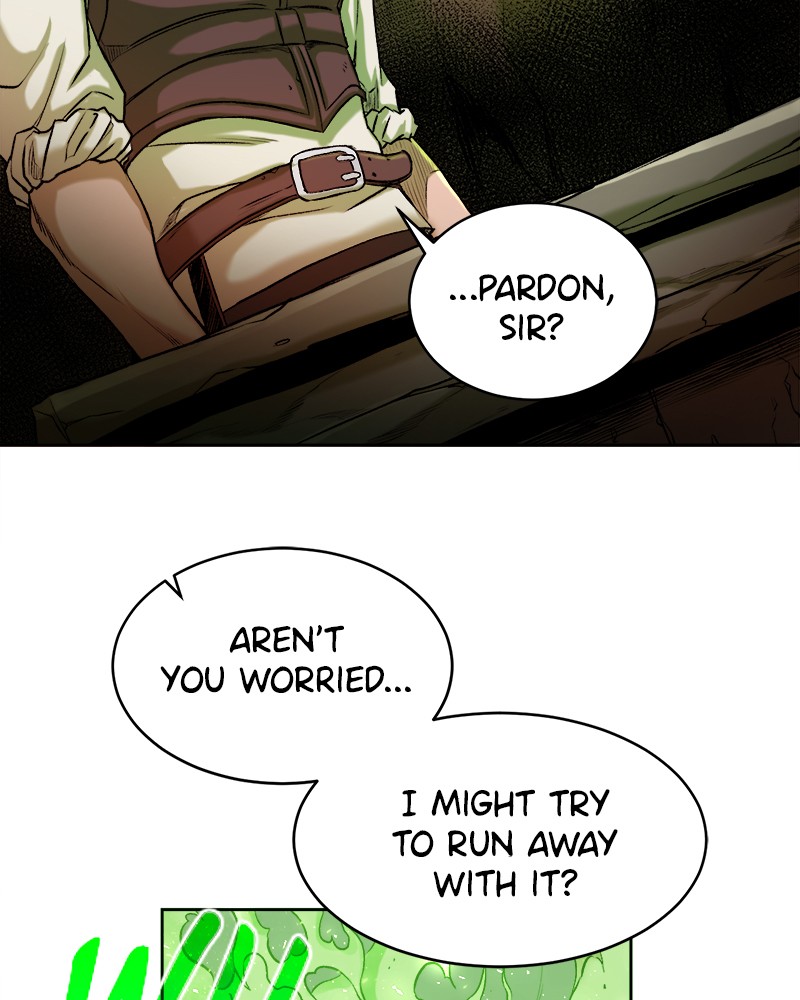 ...PARDON,
SIR?
AREN'T
YOU WORRIED...
I MIGHT TRY
TO RUN AWAY
WITH IT?